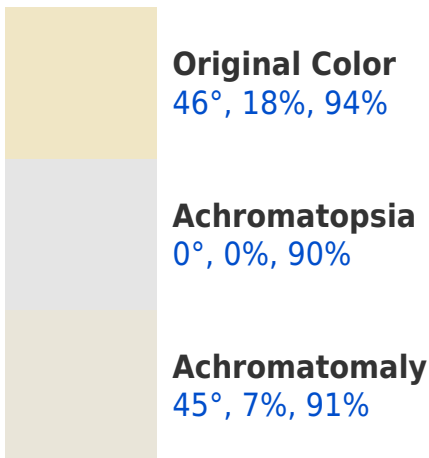 Original Color
46°, 18%, 94%
Achromatopsia
0°, 0%, 90%
Achromatomaly
45°, 7%, 91%